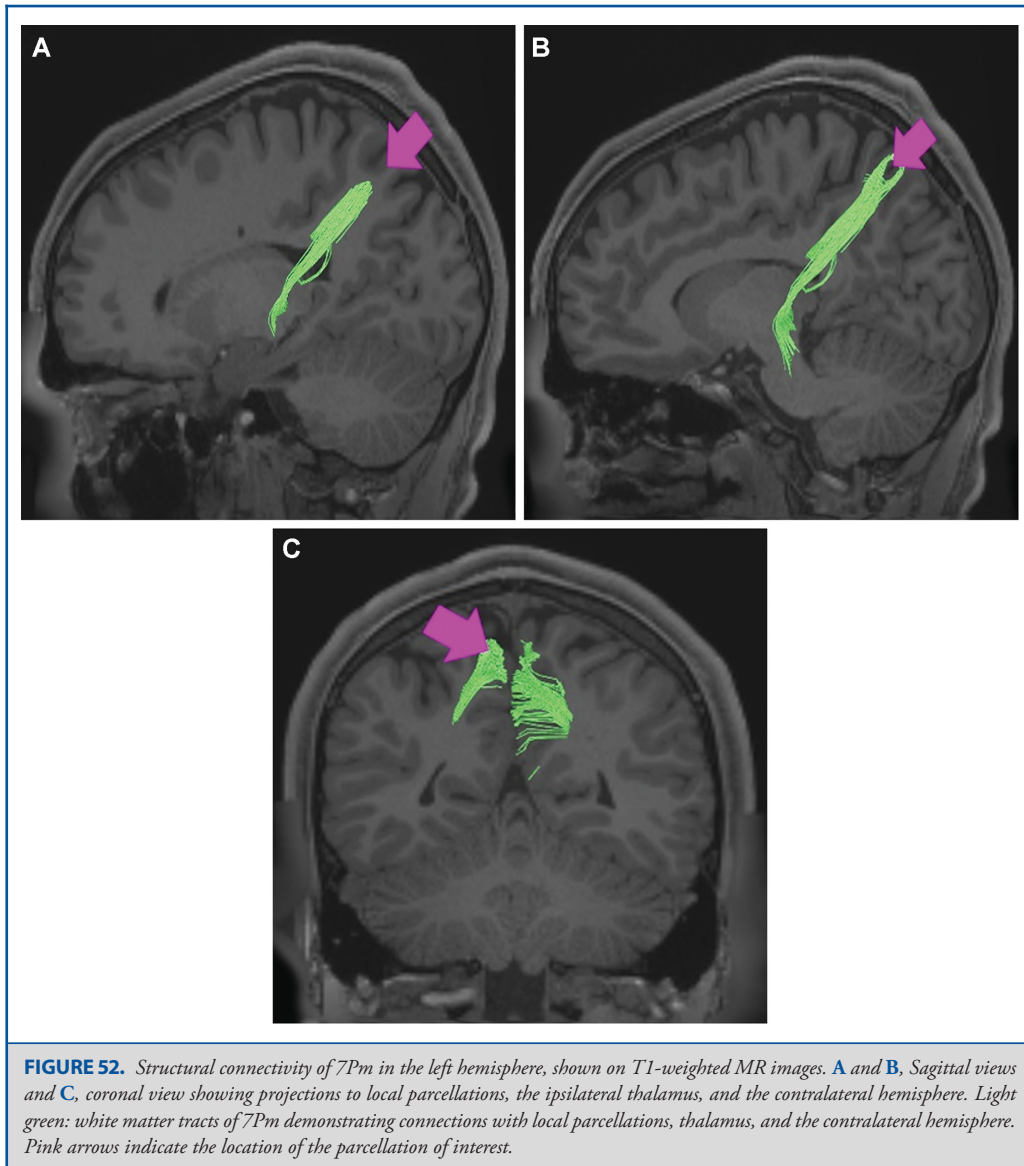 A
B
C
FIGURE 52. Structural connectivity of 7Pm in the left hemisphere, shown on T1-weighted MR images. A and B, Sagittal views
and C, coronal view showing projections to local parcellations, the ipsilateral thalamus, and the contralateral hemisphere. Light
green: white matter tracts of 7Pm demonstrating connections with local parcellations, thalamus, and the contralateral hemisphere.
Pink arrows indicate the location of the parcellation of interest.